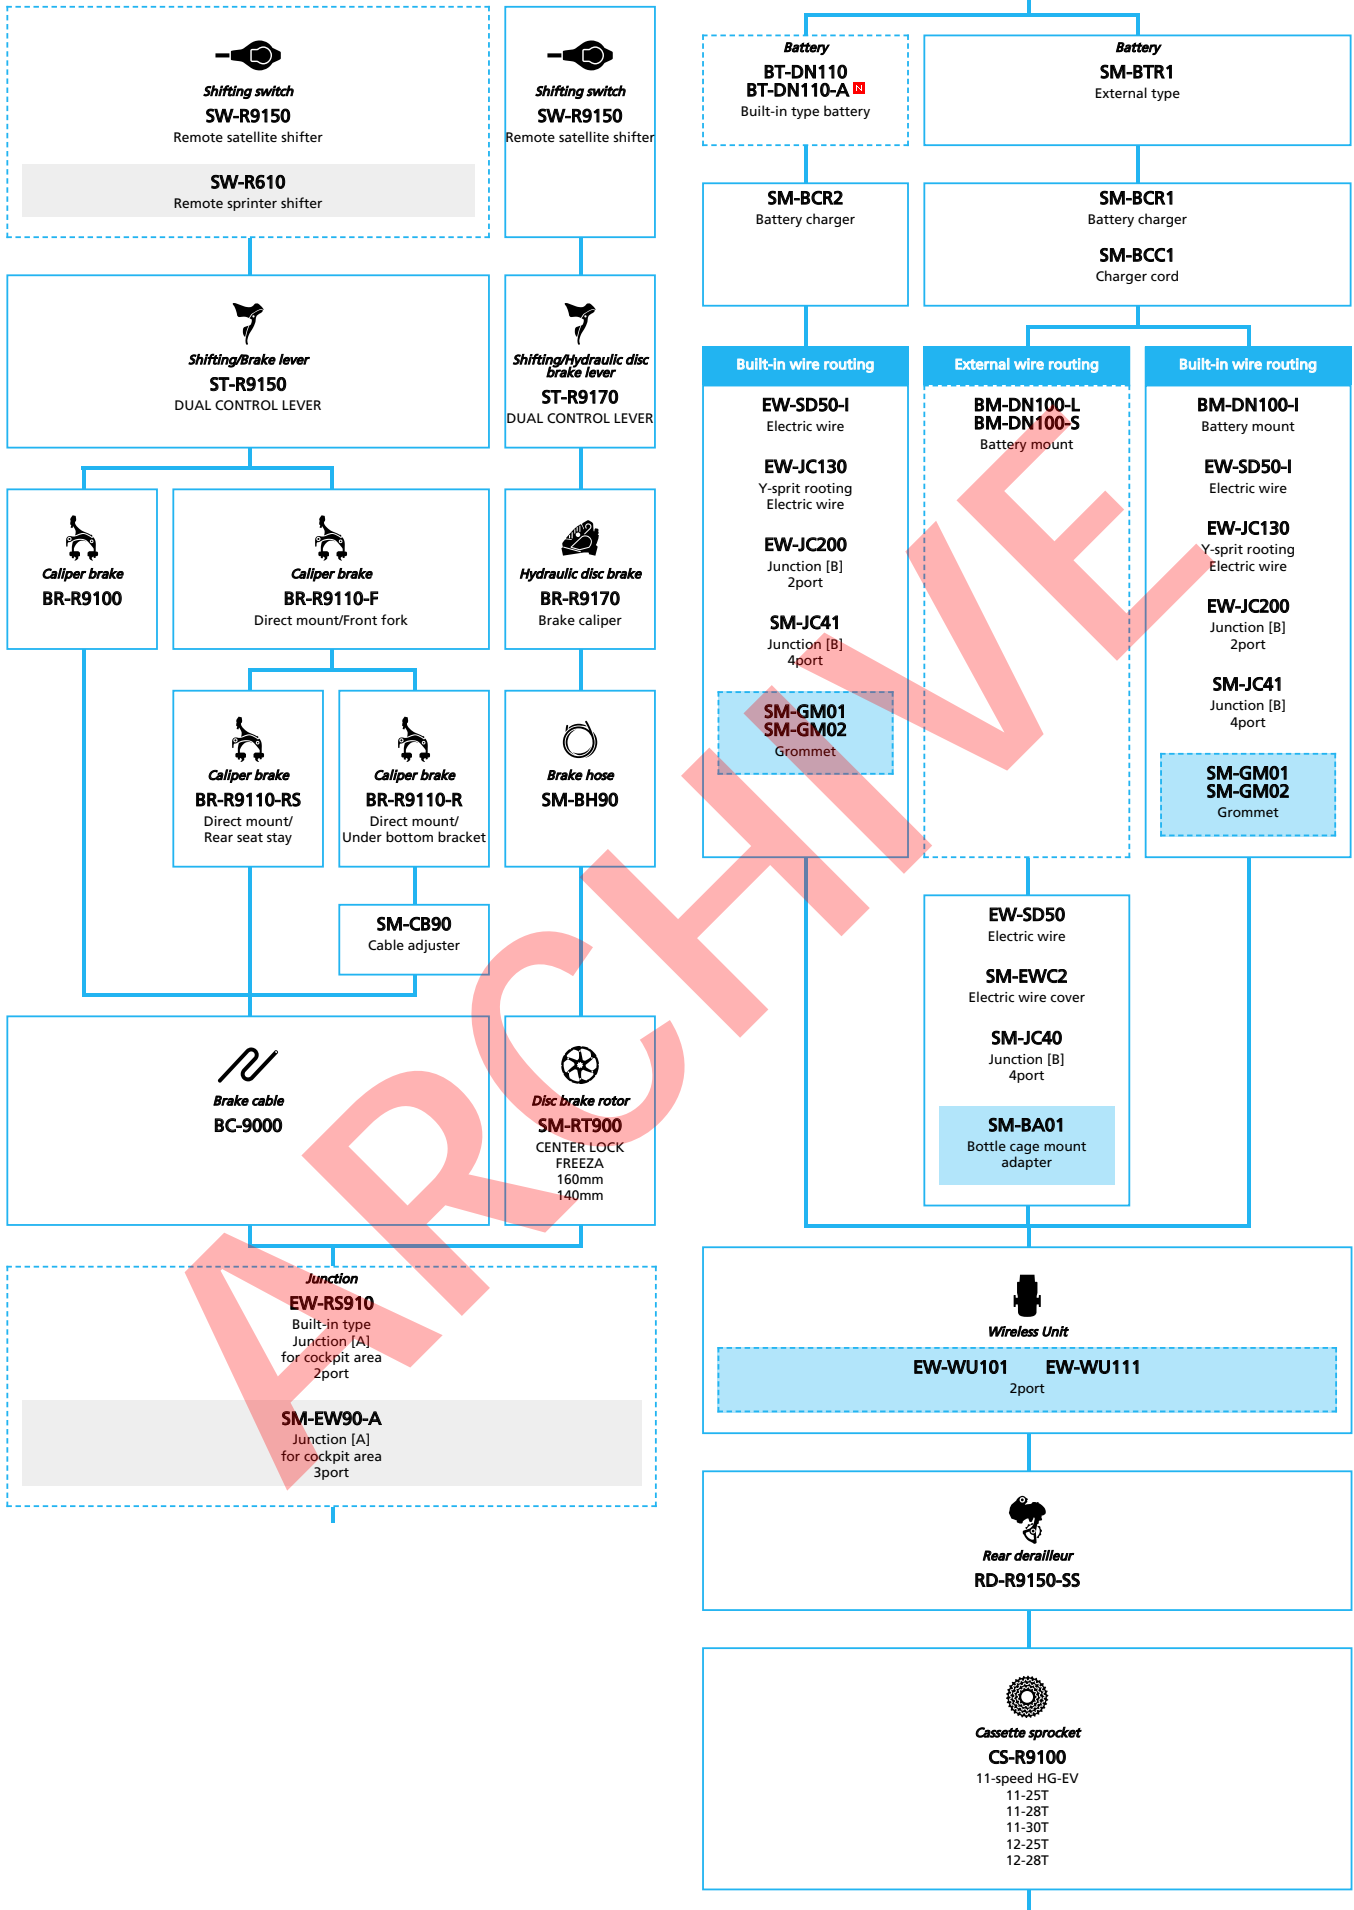 Shifting switch
SW-R9150
Remote satellite shifter
SW-R610
Remote sprinter shifter
Shifting switch
SW-R9150
Remote satellite shifter
Shifting/Brake lever
ST-R9150
DUAL CONTROL LEVER
Shifting/Hydraulic disc
brake lever
ST-R9170
DUAL CONTROL LEVER
Caliper brake
BR-R9100
Caliper brake
BR-R9110-F
Direct mount/Front fork
Hydraulic disc brake
BR-R9170
Brake caliper
Caliper brake
BR-R9110-RS
Direct mount/
Rear seat stay
Caliper brake
BR-R9110-R
Direct mount/
Under bottom bracket
Brake hose
SM-BH90
SM-CB90
Cable adjuster
Brake cable
BC-9000
Disc brake rotor
SM-RT900
CENTER LOCK
FREEZA
160mm
140mm
Junction
EW-RS910
Built-in type
Junction [A]
for cockpit area
2port
SM-EW90-A
Junction [A]
for cockpit area
3port
Battery
BT-DN110
BT-DN110-A N
Built-in type battery
Battery
SM-BTR1
External type
SM-BCR2
Battery charger
SM-BCR1
Battery charger
SM-BCC1
Charger cord
Built-in wire routing
EW-SD50-I
Electric wire
EW-JC130
Y-sprit rooting
Electric wire
EW-JC200
Junction [B]
2port
SM-JC41
Junction [B]
4port
SM-GM01
SM-GM02
Grommet
External wire routing
BM-DN100-L
BM-DN100-S
Battery mount
Built-in wire routing
BM-DN100-I
Battery mount
EW-SD50-I
Electric wire
EW-JC130
Y-sprit rooting
Electric wire
EW-JC200
Junction [B]
2port
SM-JC41
Junction [B]
4port
SM-GM01
SM-GM02
Grommet
EW-SD50
Electric wire
SM-EWC2
Electric wire cover
SM-JC40
Junction [B]
4port
SM-BA01
Bottle cage mount
adapter
Wireless Unit
EW-WU101 EW-WU111
2port
Rear derailleur
RD-R9150-SS
Cassette sprocket
CS-R9100
11-speed HG-EV
11-25T
11-28T
11-30T
12-25T
12-28T
ARCHIVE